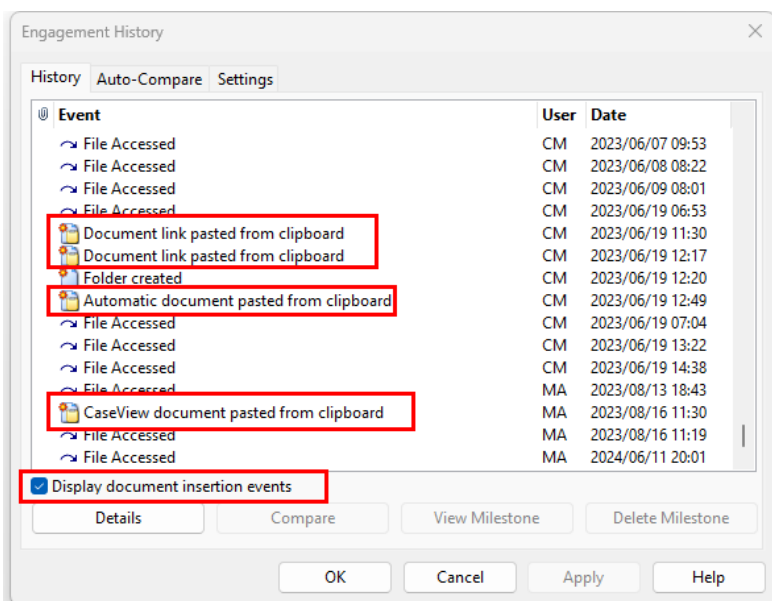 Engagement History
History Auto-Compare Settings
Event User Date
File Accessed CM 2023/06/07 09:53
File Accessed CM 2023/06/08 08:22
File Accessed CM 2023/06/09 08:01
File Accessed CM 2023/06/19 06:53
Document link pasted from clipboard CM 2023/06/19 11:30
Document link pasted from clipboard CM 2023/06/19 12:17
Folder created CM 2023/06/19 12:20
Automatic document pasted from clipboard CM 2023/06/19 12:49
File Accessed CM 2023/06/19 07:04
File Accessed CM 2023/06/19 13:22
File Accessed CM 2023/06/19 14:38
File Accessed MA 2023/08/13 18:43
CaseView document pasted from clipboard MA 2023/08/16 11:30
File Accessed MA 2023/08/16 11:19
File Accessed MA 2024/06/11 20:01
Display document insertion events
Details Compare View Milestone Delete Milestone
OK Cancel Apply Help